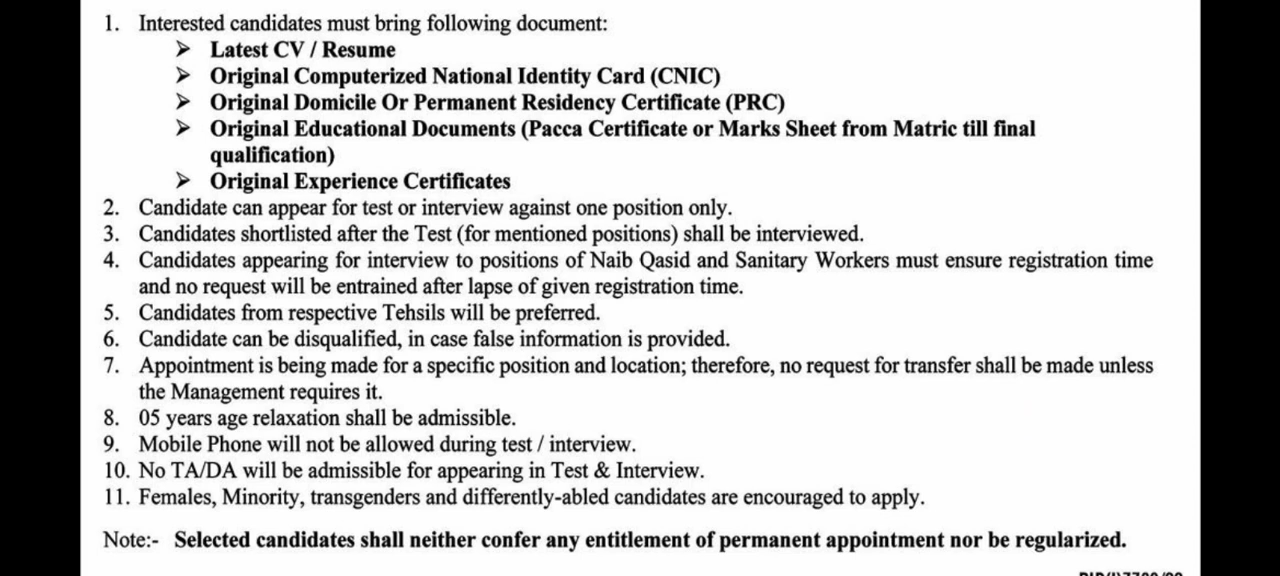 1. Interested candidates must bring following document:
➢ Latest CV / Resume
➢ Original Computerized National Identity Card (CNIC)
➢ Original Domicile Or Permanent Residency Certificate (PRC)
➢ Original Educational Documents (Pacca Certificate or Marks Sheet from Matric till final
qualification)
➢ Original Experience Certificates
2. Candidate can appear for test or interview against one position only.
3. Candidates shortlisted after the Test (for mentioned positions) shall be interviewed.
4. Candidates appearing for interview to positions of Naib Qasid and Sanitary Workers must ensure registration time
and no request will be entrained after lapse of given registration time.
5. Candidates from respective Tehsils will be preferred.
6. Candidate can be disqualified, in case false information is provided.
7. Appointment is being made for a specific position and location; therefore, no request for transfer shall be made unless
the Management requires it.
8. 05 years age relaxation shall be admissible.
9. Mobile Phone will not be allowed during test / interview.
10. No TA/DA will be admissible for appearing in Test & Interview.
11. Females, Minority, transgenders and differently-abled candidates are encouraged to apply.
Note:- Selected candidates shall neither confer any entitlement of permanent appointment nor be regularized.